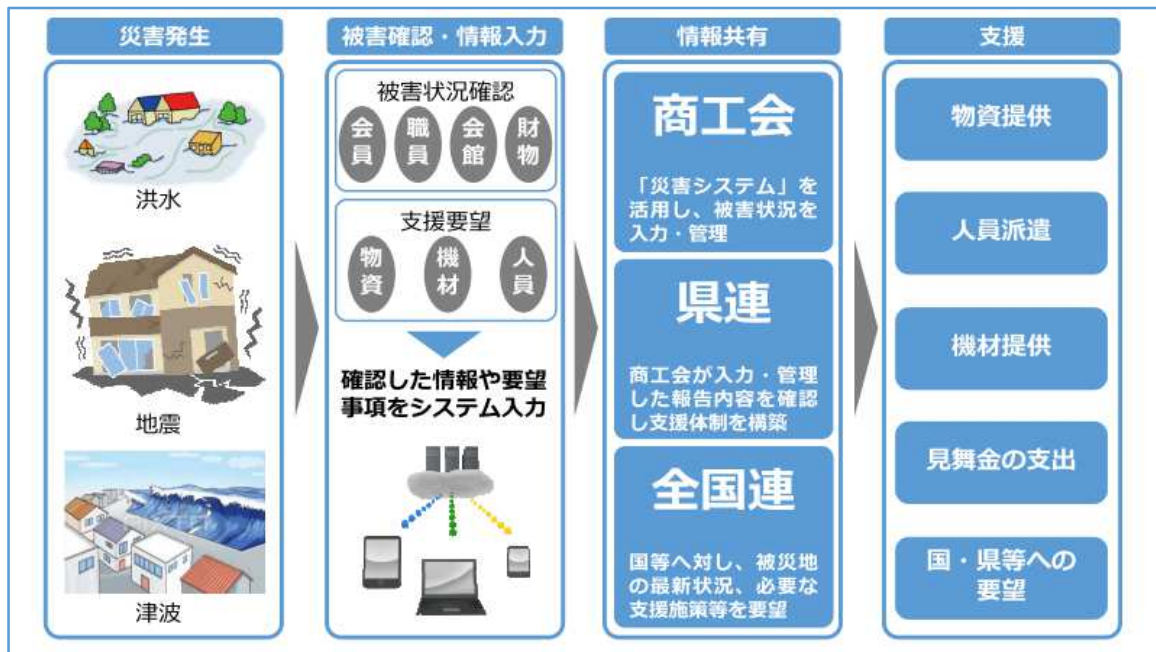 災害発生
洪水
地震
津波
被害確認・情報入力
被害状況確認
会員
職員
会館
財物
支援要望
物資
機材
人員
確認した情報や要望
事項をシステム入力
情報共有
商工会
「災害システム」を
活用し、被害状況を
入力・管理
県連
商工会が入力・管理
した報告内容を確認
し支援体制を構築
全国連
国等へ対し、被災地
の最新状況、必要な
支援施策等を要望
支援
物資提供
人員派遣
機材提供
見舞金の支出
国・県等への
要望